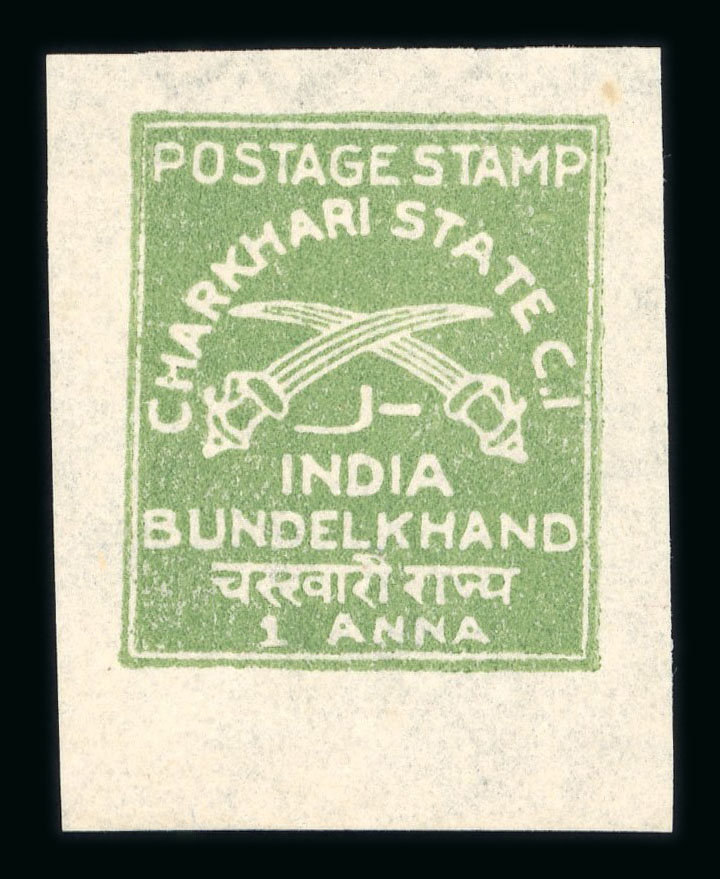 POSTAGE STAMP
CHARKHARI STATE C.I
INDIA
BUNDELKHAND
चरखारी राज्य
1 ANNA